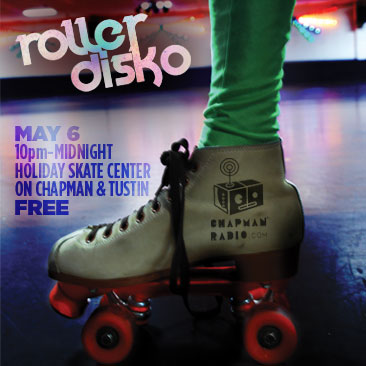 roller
disko
MAY 6
10pm-MIDNIGHT
HOLIDAY SKATE CENTER
ON CHAPMAN & TUSTIN
FREE
CHAPMAN
RADIO.COM